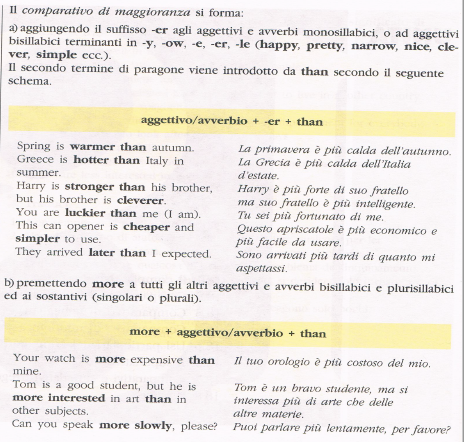 Il comparativo di maggioranza si forma:
a) aggiungendo il suffisso -er agli aggettivi e avverbi monosillabici, o ad aggettivi
bisillabici terminanti in -y, -ow, -e, -er, -le (happy, pretty, narrow, nice, cle-
ver, simple ecc.).
Il secondo termine di paragone viene introdotto da than secondo il seguente
schema.
aggettivo/avverbio + -er + than
Spring is warmer than autumn.
La primavera è più calda dell'autunno.
Greece is hotter than Italy in
summer.
La Grecia è più calda dell'Italia
d'estate.
Harry is stronger than his brother,
but his brother is cleverer.
Harry è più forte di suo fratello
ma suo fratello è più intelligente.
You are luckier than me (I am).
Tu sei più fortunato di me.
This can opener is cheaper and
simpler to use.
Questo apriscatole è più economico e
più facile da usare.
They arrived later than I expected.
Sono arrivati più tardi di quanto mi
aspettassi.
b) premettendo more a tutti gli altri aggettivi e avverbi bisillabici e plurisillabici
ed ai sostantivi (singolari o plurali).
more + aggettivo/avverbio + than
Your watch is more expensive than
mine.
Il tuo orologio è più costoso del mio.
Tom is a good student, but he is
more interested in art than in
other subjects.
Tom è un bravo studente, ma si
interessa più di arte che delle
altre materie.
Can you speak more slowly, please?
Puoi parlare più lentamente, per favore?